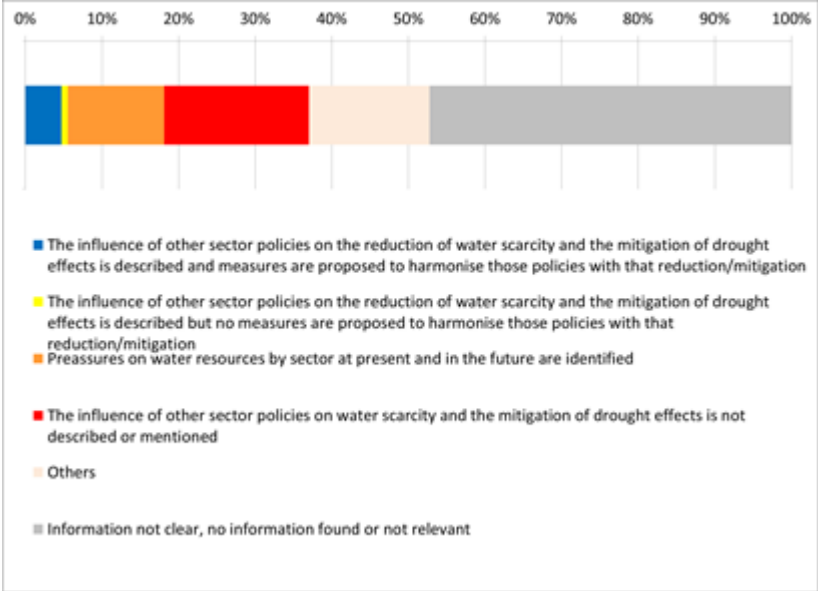 0% 10% 20% 30% 40% 50% 60% 70% 80% 90% 100%
The influence of other sector policies on the reduction of water scarcity and the mitigation of drought
effects is described and measures are proposed to harmonise those policies with that reduction/mitigation
The influence of other sector policies on the reduction of water scarcity and the mitigation of drought
effects is described but no measures are proposed to harmonise those policies with that
reduction/mitigation
Preassures on water resources by sector at present and in the future are identified
The influence of other sector policies on water scarcity and the mitigation of drought effects is not
described or mentioned
Others
Information not clear, no information found or not relevant